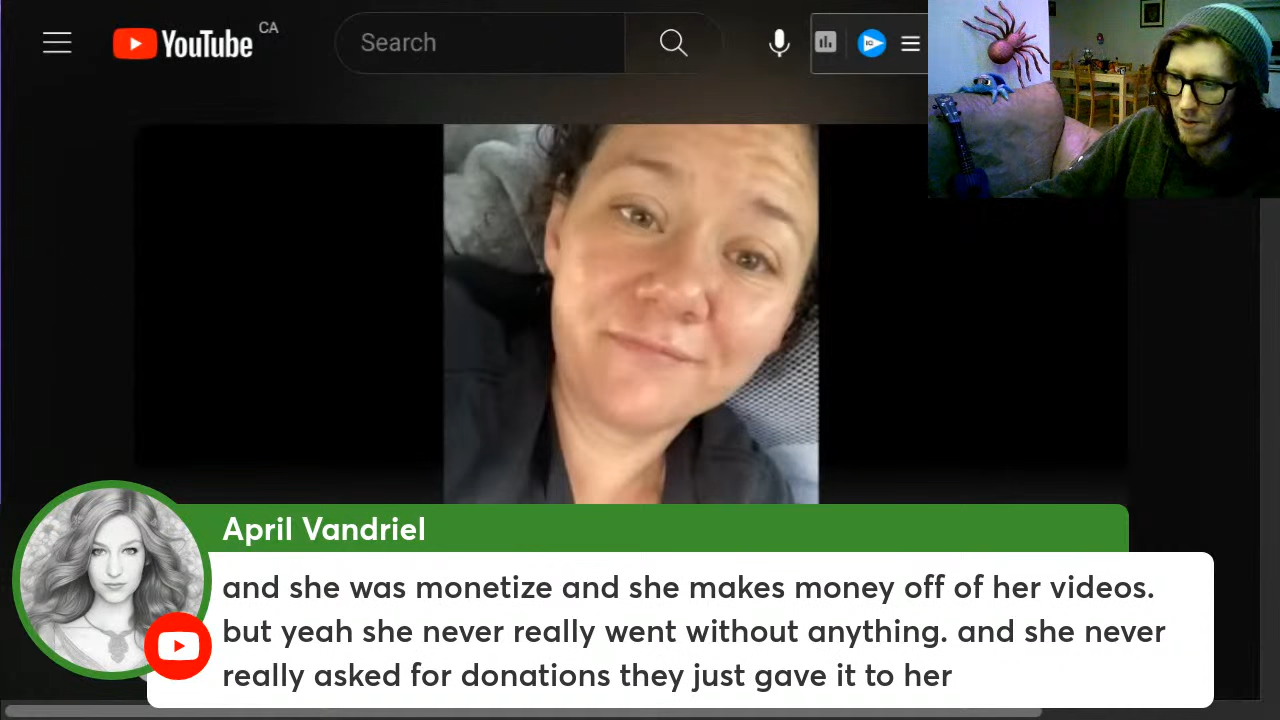 YouTube CA
Search
April Vandriel
and she was monetize and she makes money off of her videos.
but yeah she never really went without anything. and she never
really asked for donations they just gave it to her